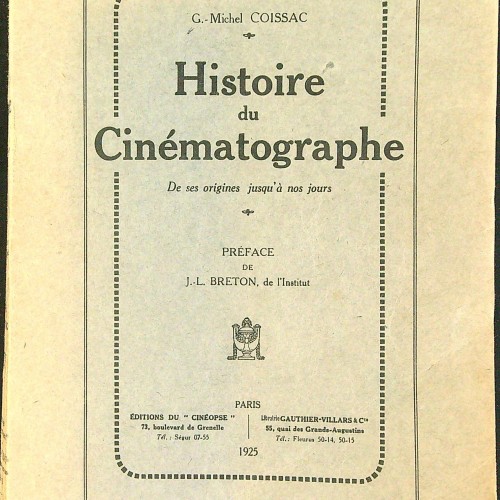 G.-Michel COISSAC
Histoire
du
Cinématographe
De ses origines jusqu'à nos jours
PRÉFACE
DE
J.-L. BRETON, de l'Institut
PARIS
ÉDITIONS DU " CINÉOPSE "
73, boulevard de Grenelle
Tél. : Ségur 07-55
Librairie GAUTHIER-VILLARS & Cie
55, quai des Grands-Augustins
Tél. : Fleurus 50-14, 50-15
1925